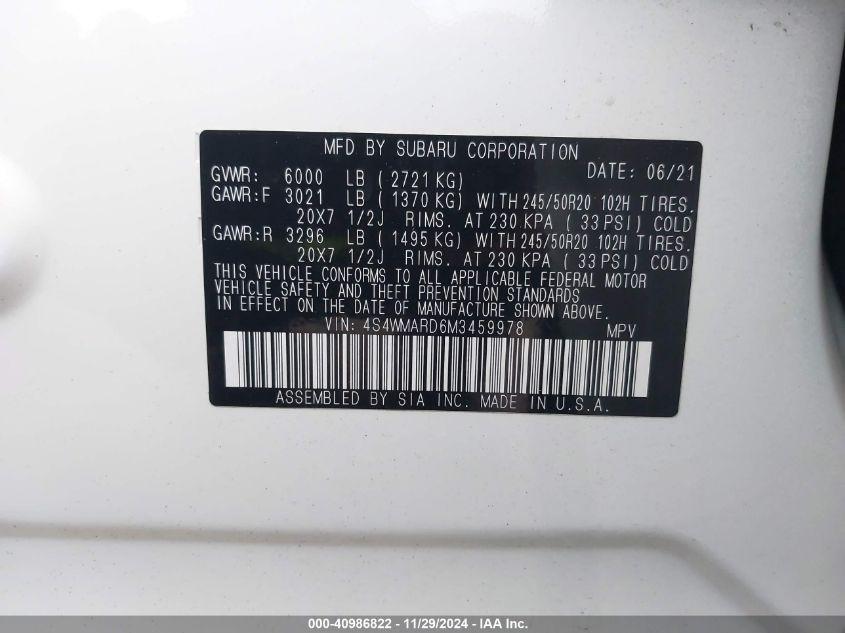 MFD BY SUBARU CORPORATION
DATE: 06/21
GVWR: 6000 LB ( 2721 KG)
GAWR:F 3021 LB ( 1370 KG) WITH 245/50R20 102H TIRES.
20X7 1/2J RIMS. AT 230 KPA ( 33 PSI) COLD
GAWR:R 3296 LB ( 1495 KG) WITH 245/50R20 102H TIRES.
20X7 1/2J RIMS. AT 230 KPA ( 33 PSI) COLD
THIS VEHICLE CONFORMS TO ALL APPLICABLE FEDERAL MOTOR
VEHICLE SAFETY AND THEFT PREVENTION STANDARDS
IN EFFECT ON THE DATE OF MANUFACTURE SHOWN ABOVE.
VIN: 4S4WMARD6M3459978 MPV
ASSEMBLED BY SIA INC. MADE IN U.S.A.
000-40986822 - 11/29/2024 - IAA Inc.